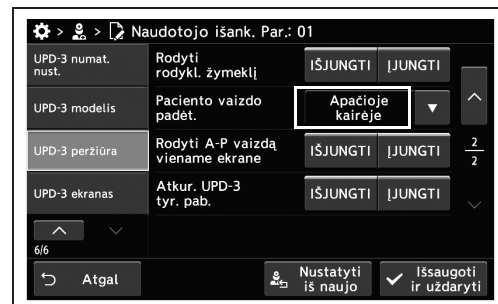 > > Naudotojo išank. Par.: 01
UPD-3 numat.
nust.
UPD-3 modelis
UPD-3 peržiūra
UPD-3 ekranas
6/6
Rodyti
rodykl. žymeklį
IŠJUNGTI ĮJUNGTI
Paciento vaizdo
padėt.
Apačioje
kairėje
Rodyti A-P vaizdą
viename ekrane
IŠJUNGTI ĮJUNGTI
Atkur. UPD-3
tyr. pab.
IŠJUNGTI ĮJUNGTI
2
2
Atgal
Nustatyti
iš naujo
Išsaugoti
ir uždaryti